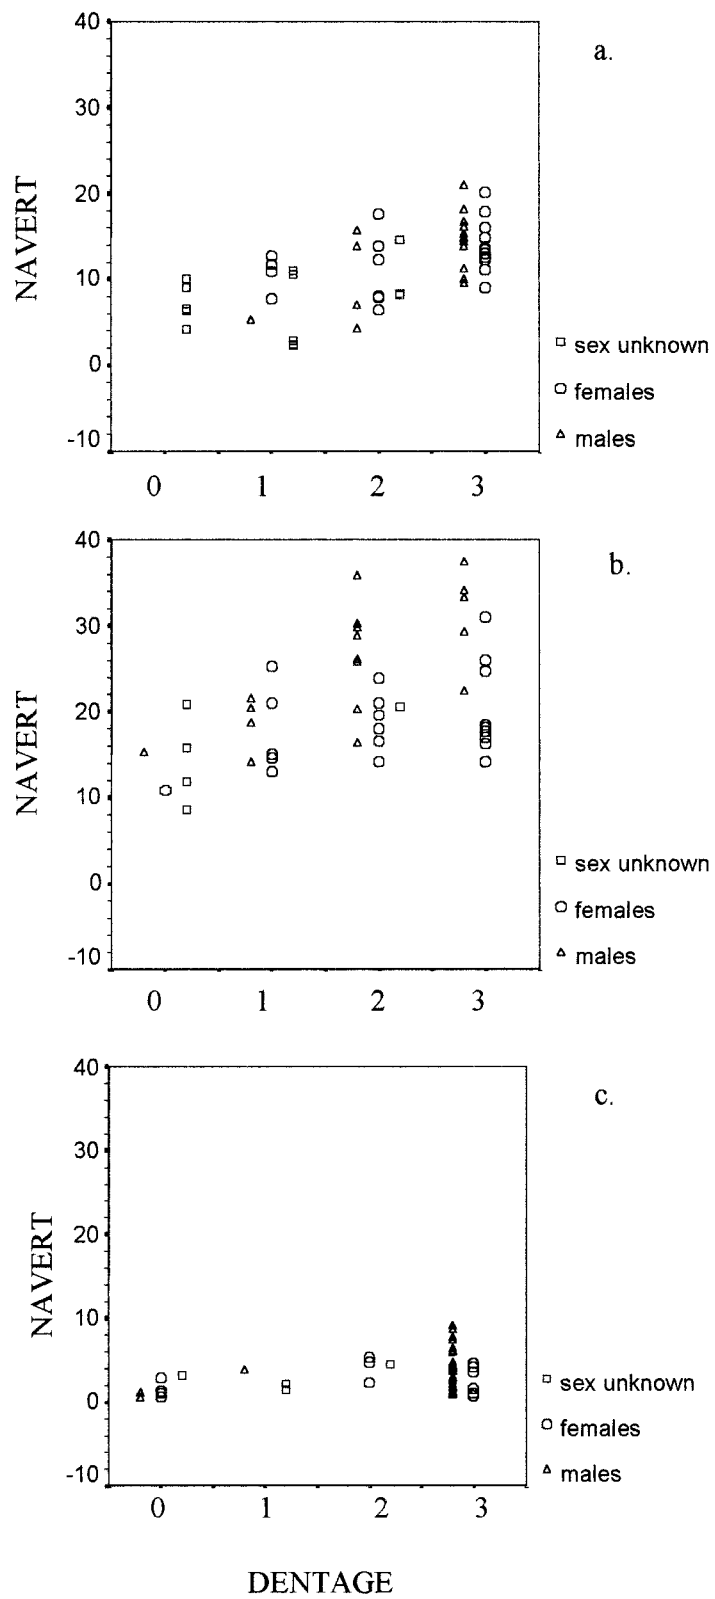 40
a.
30
NAVERT
20
10
sex unknown
0
females
-10
males
0 1 2 3
40
b.
30
NAVERT
20
10
sex unknown
0
females
-10
males
0 1 2 3
40
c.
30
NAVERT
20
10
sex unknown
0
females
-10
males
0 1 2 3
DENTAGE